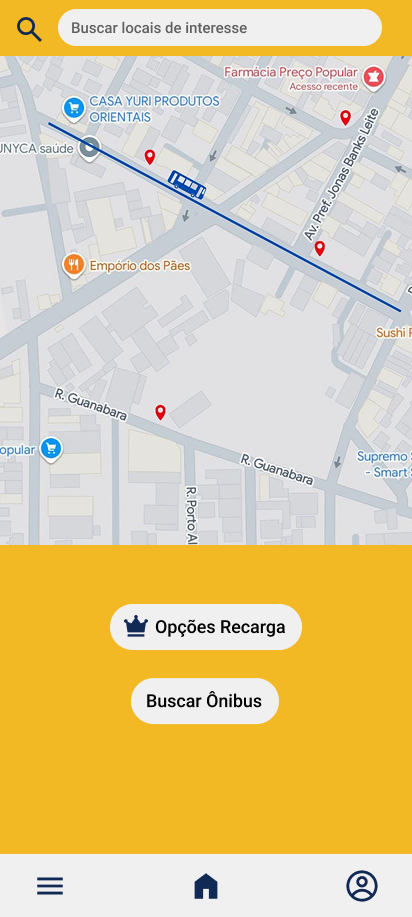 Buscar locais de interesse
Farmácia Preço Popular
Acesso recente
CASA YURI PRODUTOS
ORIENTAIS
UNYCA saúde
Av. Pref. Jonas Banks Leite
Empório dos Pães
Sushi
R. Guanabara
R. Guanabara
opular
Supremo S
- Smart S
R. Porto Al
Opções Recarga
Buscar Ônibus